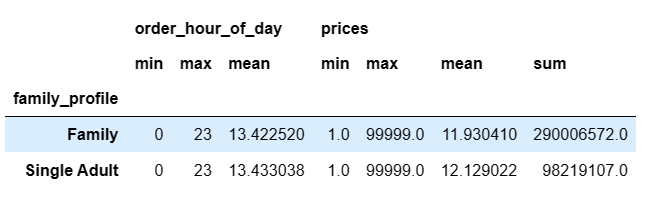 order_hour_of_day prices
min max mean min max mean sum
family_profile
Family 0 23 13.422520 1.0 99999.0 11.930410 290006572.0
Single Adult 0 23 13.433038 1.0 99999.0 12.129022 98219107.0